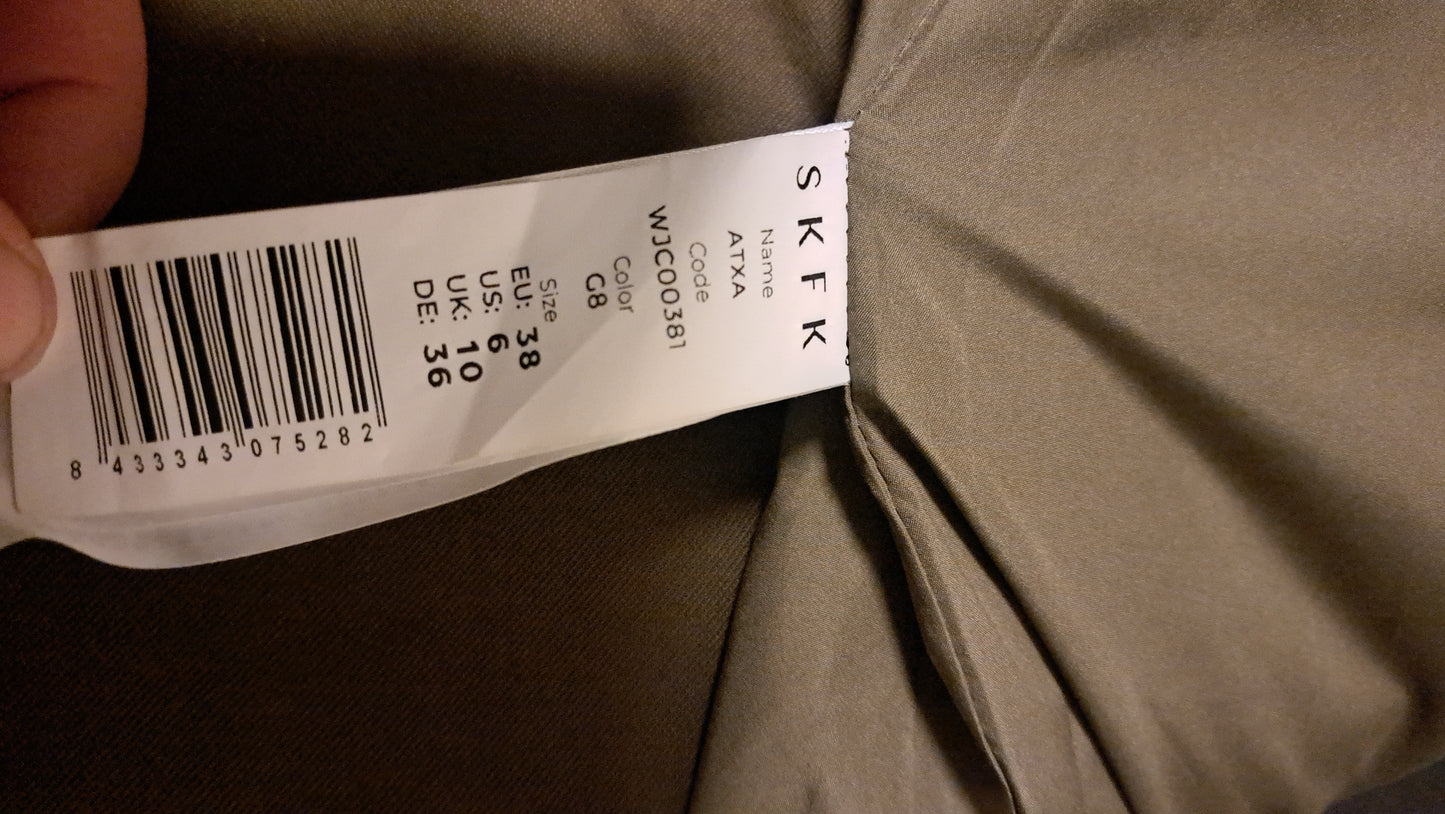 SKFK
Name
ATXA
Code
WJC00381
Color
G8
Size
EU: 38
US: 6
UK: 10
DE: 36
8 433343 075282